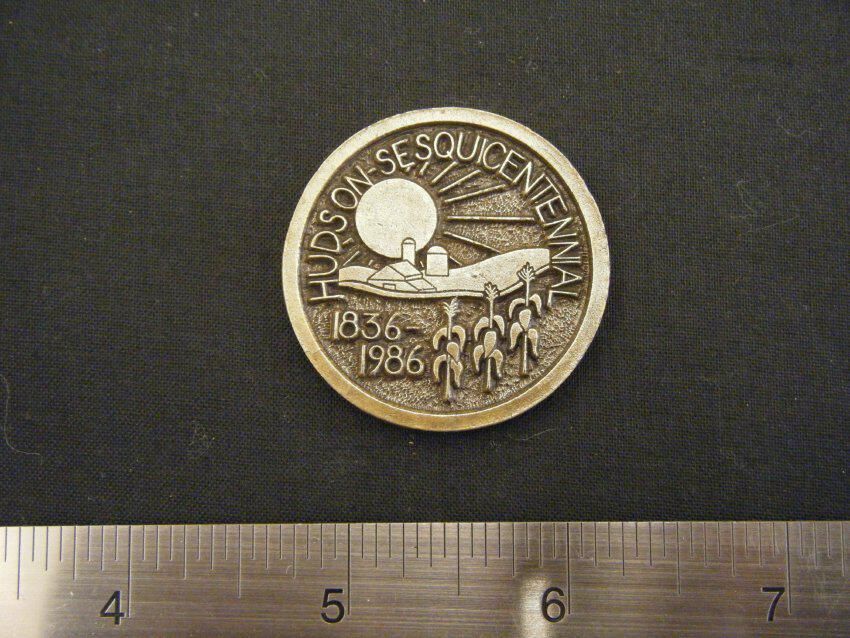 HUDSON-SESQUICENTENNIAL
1836-
1986
4 5 6 7